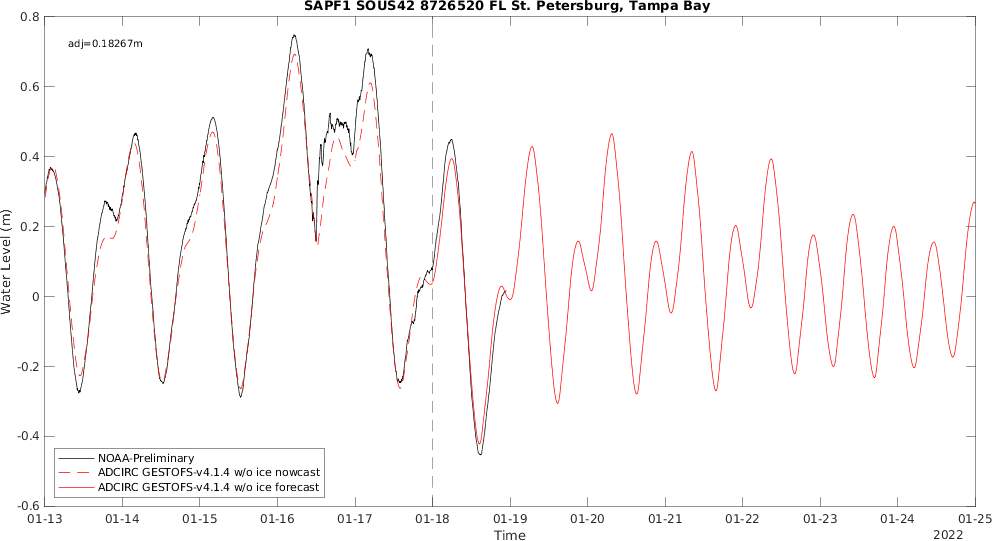 SAPF1 SOUS42 8726520 FL St. Petersburg, Tampa Bay
adj=0.18267m
Water Level (m)
0.8
0.6
0.4
0.2
0
-0.2
-0.4
-0.6
NOAA-Preliminary
ADCIRC GESTOFS-v4.1.4 w/o ice nowcast
ADCIRC GESTOFS-v4.1.4 w/o ice forecast
01-13 01-14 01-15 01-16 01-17 01-18 01-19 01-20 01-21 01-22 01-23 01-24 01-25
Time
2022